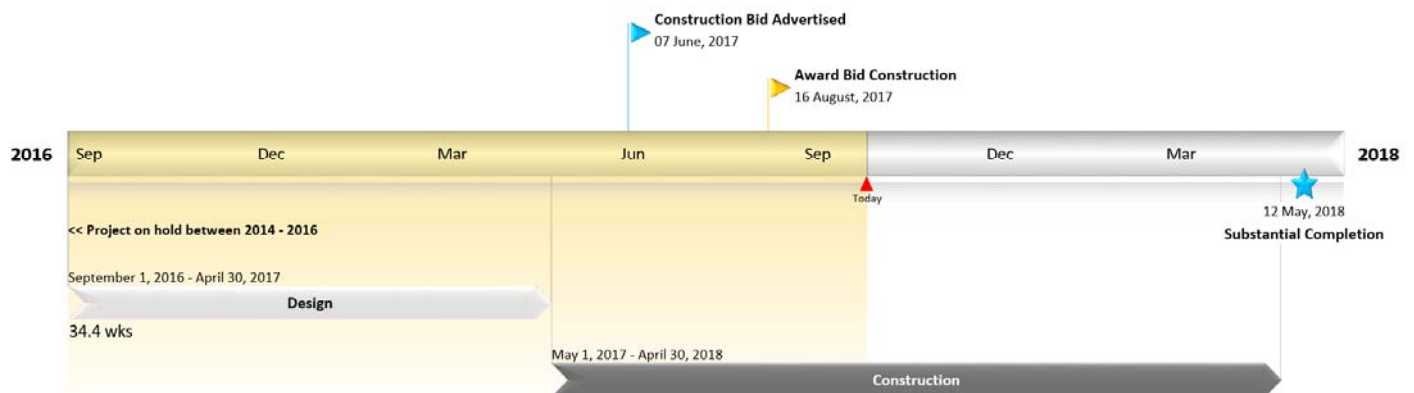 Construction Bid Advertised
07 June, 2017
Award Bid Construction
16 August, 2017
2016 Sep Dec Mar Jun Sep Dec Mar 2018
Today
12 May, 2018
Substantial Completion
<< Project on hold between 2014 - 2016
September 1, 2016 - April 30, 2017
Design
34.4 wks
May 1, 2017 - April 30, 2018
Construction